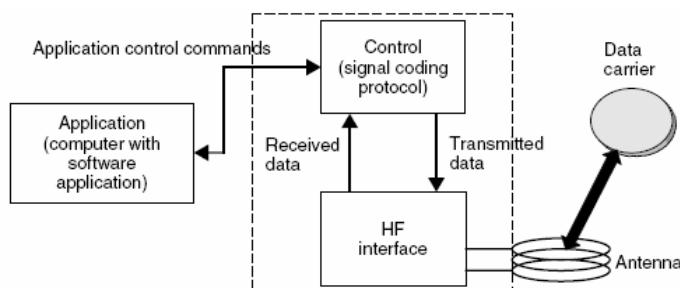 Application control commands
Control
(signal coding
protocol)
Data
carrier
Application
(computer with
software
application)
Received
data
Transmitted
data
HF
interface
Antenna